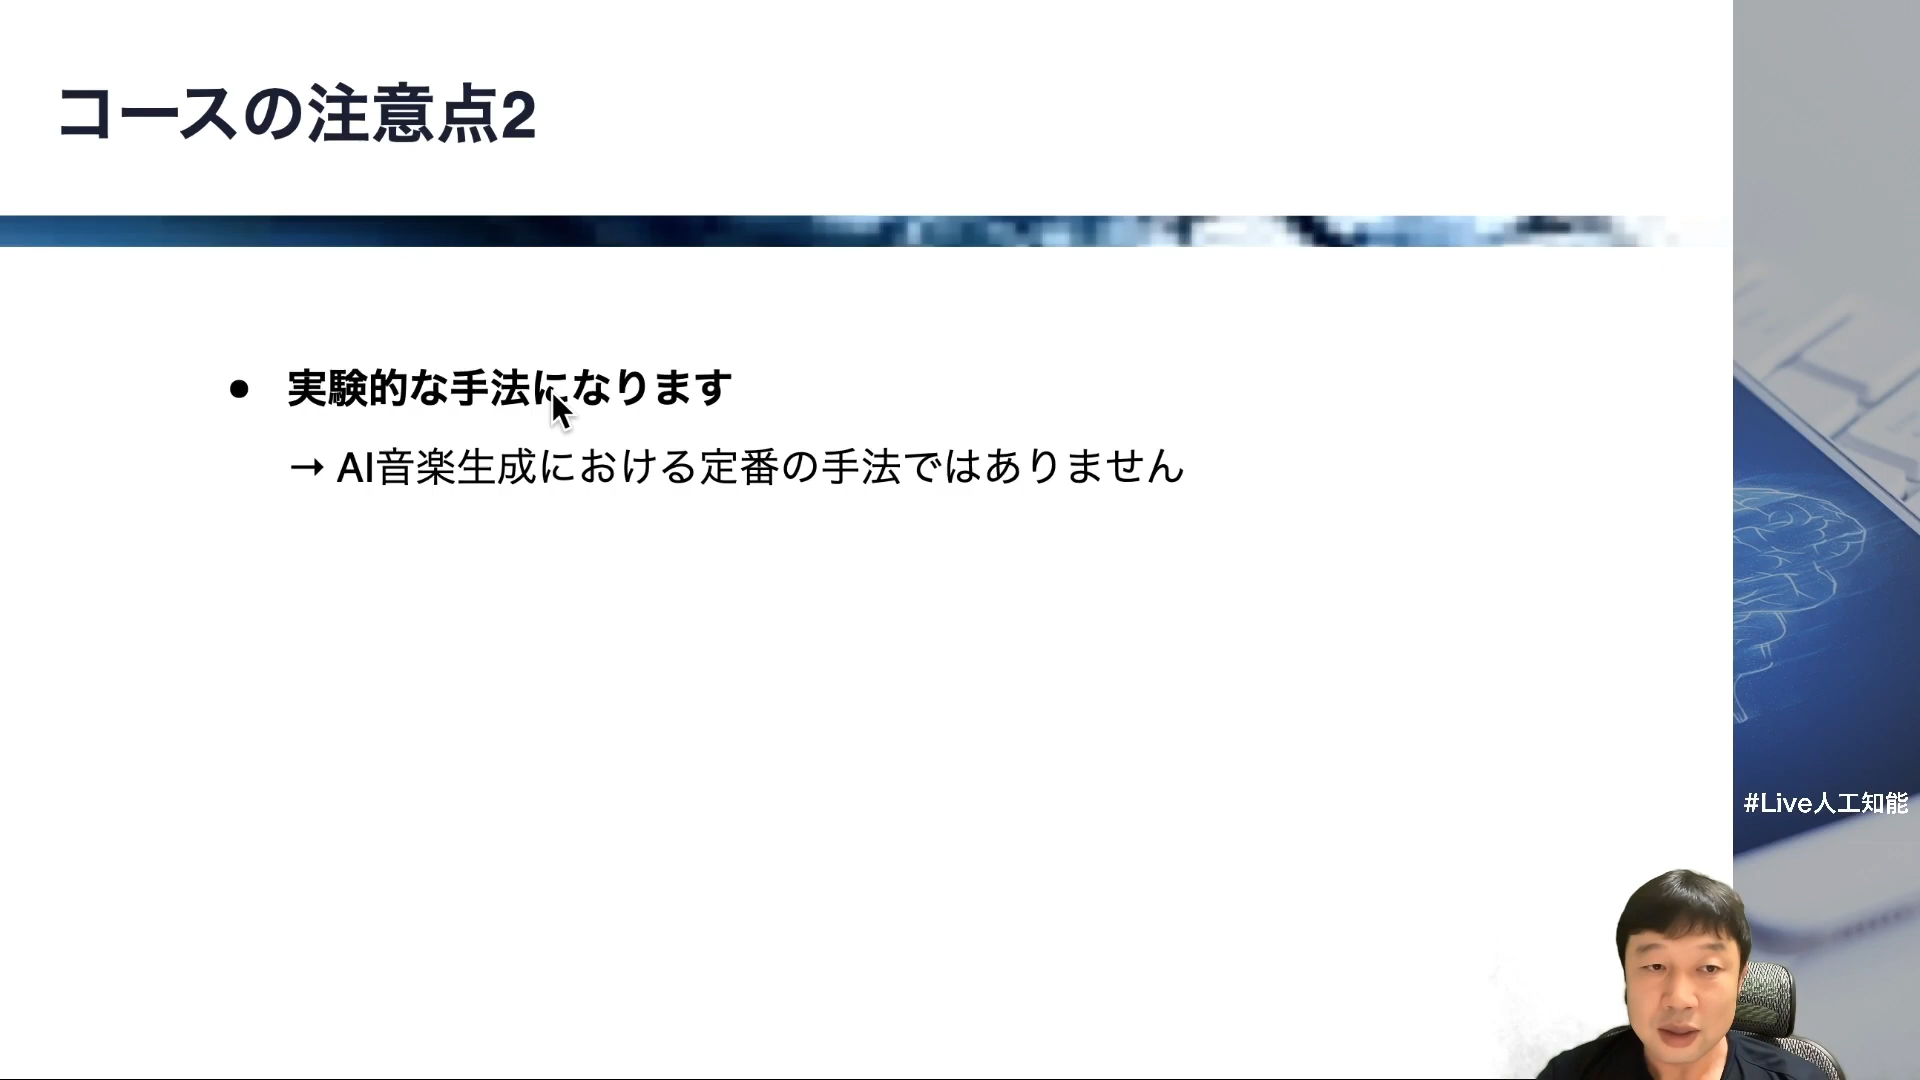 コースの注意点2
● 実験的な手法になります
→ AI音楽生成における定番の手法ではありません
#Live人工知能